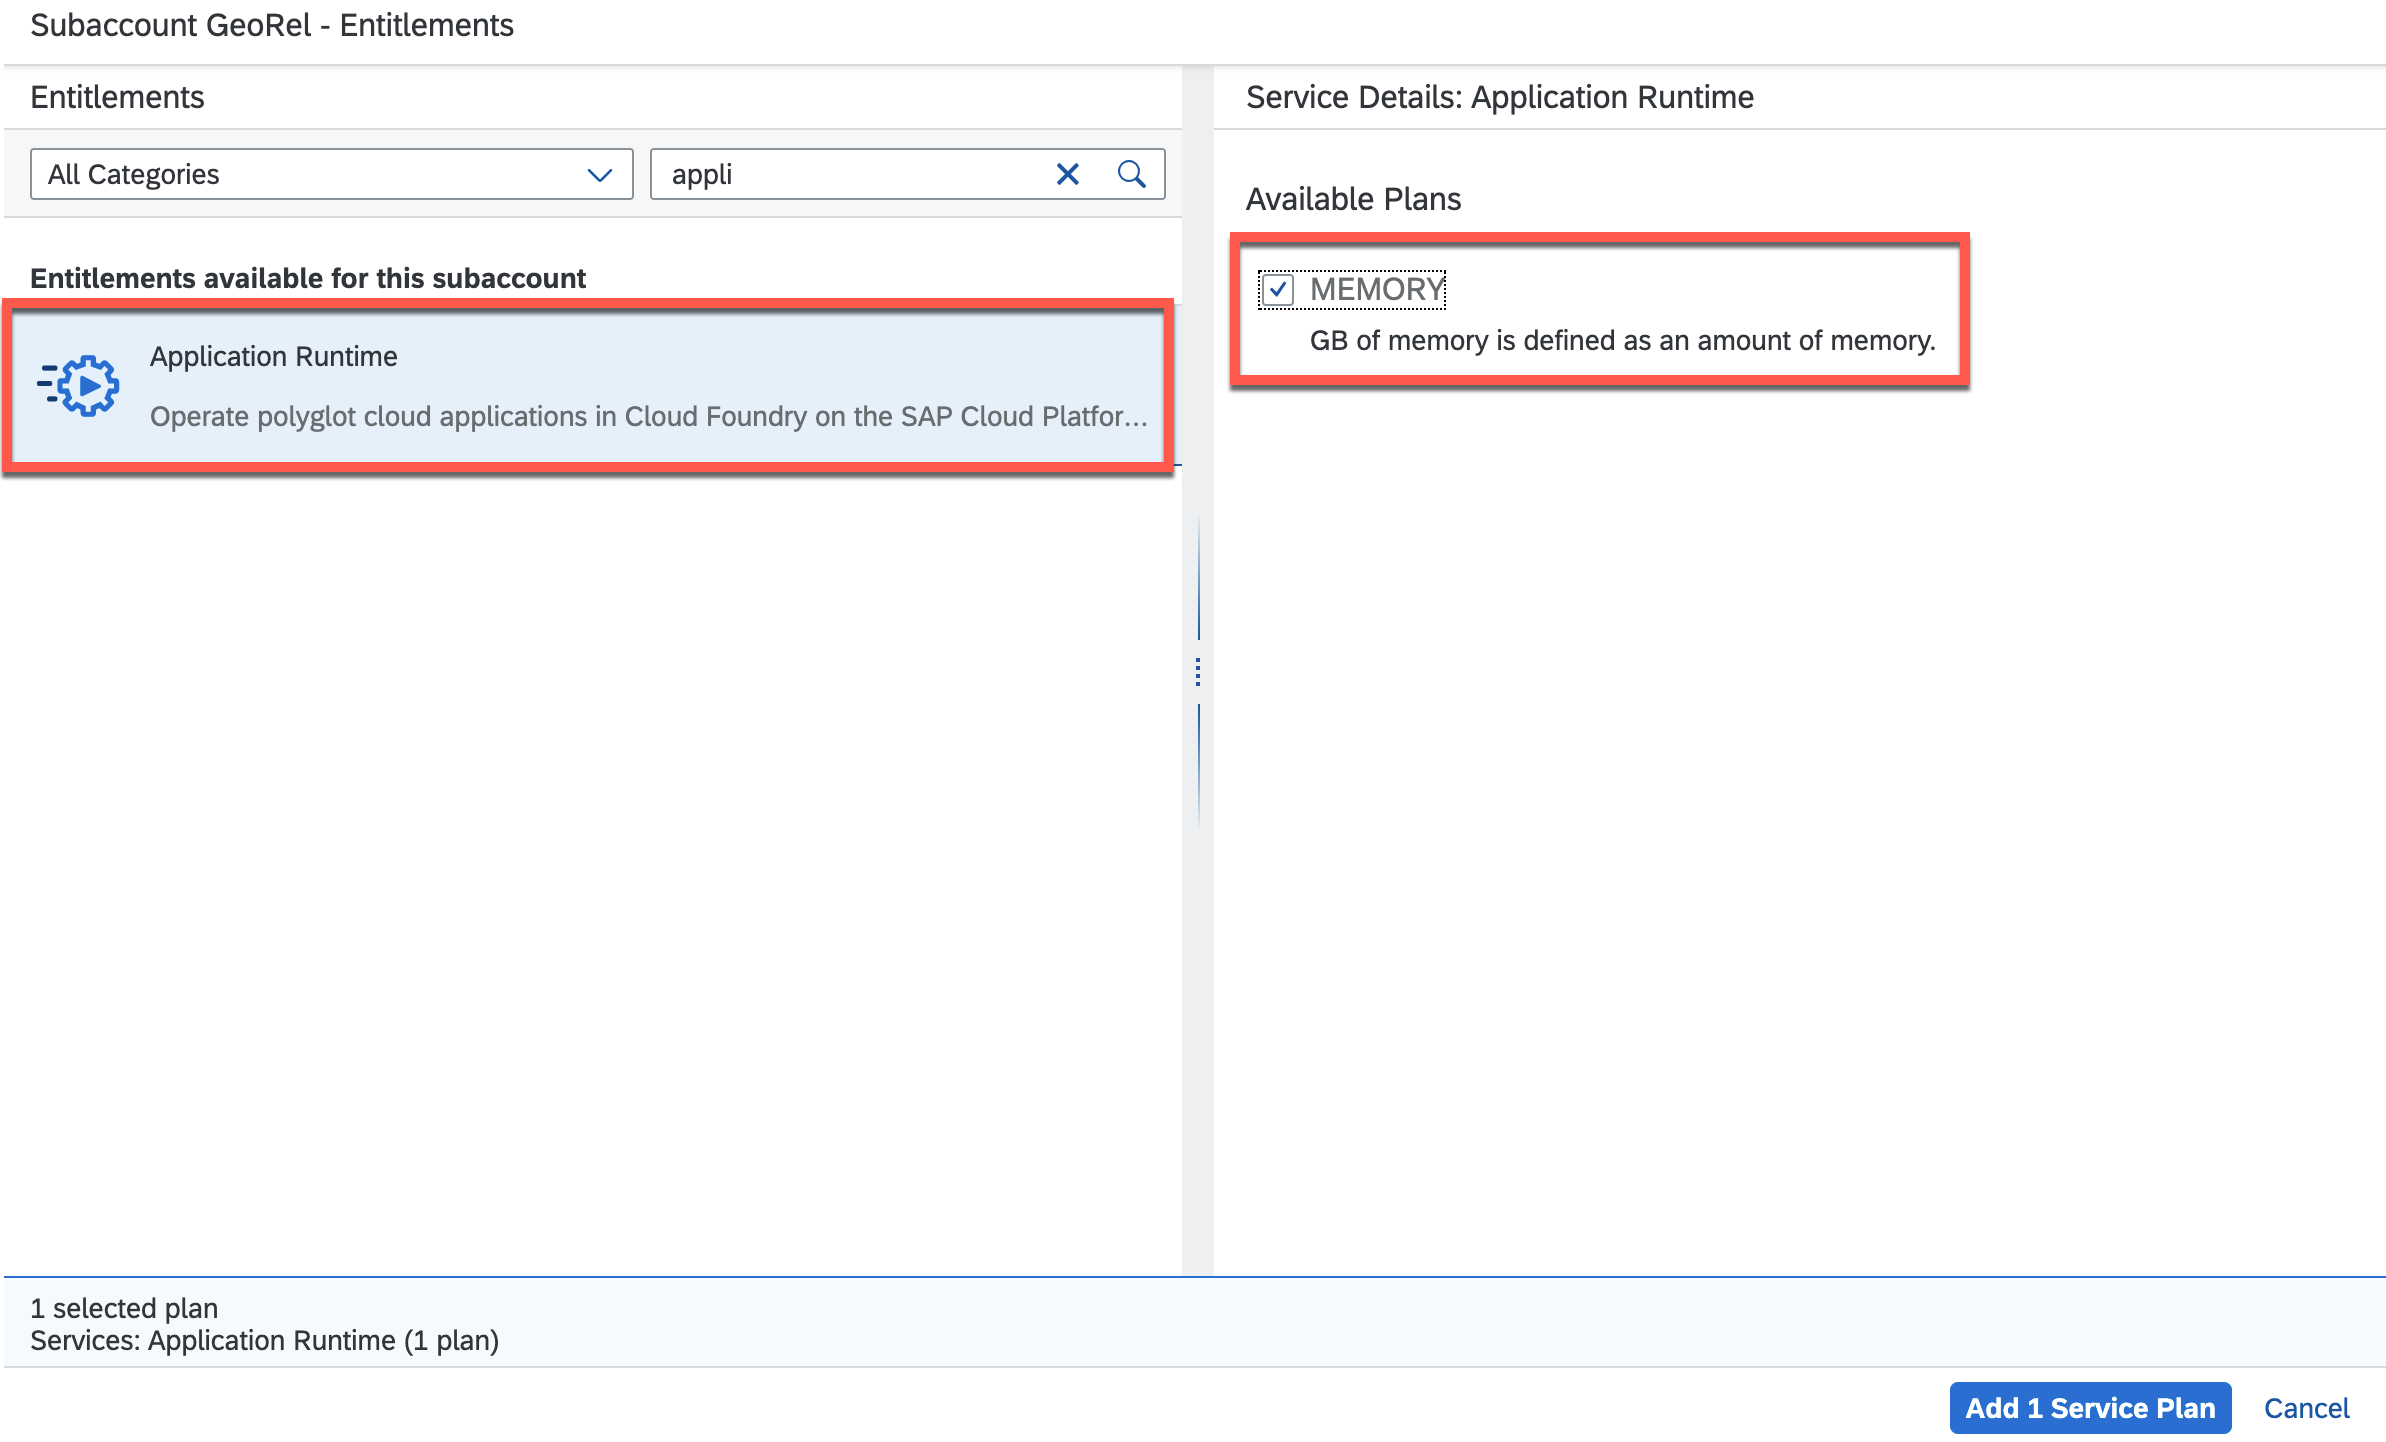 Subaccount GeoRel - Entitlements
Entitlements
All Categories
appli
Entitlements available for this subaccount
Application Runtime
Operate polyglot cloud applications in Cloud Foundry on the SAP Cloud Platfor...
Service Details: Application Runtime
Available Plans
MEMORY
GB of memory is defined as an amount of memory.
1 selected plan
Services: Application Runtime (1 plan)
Add 1 Service Plan
Cancel